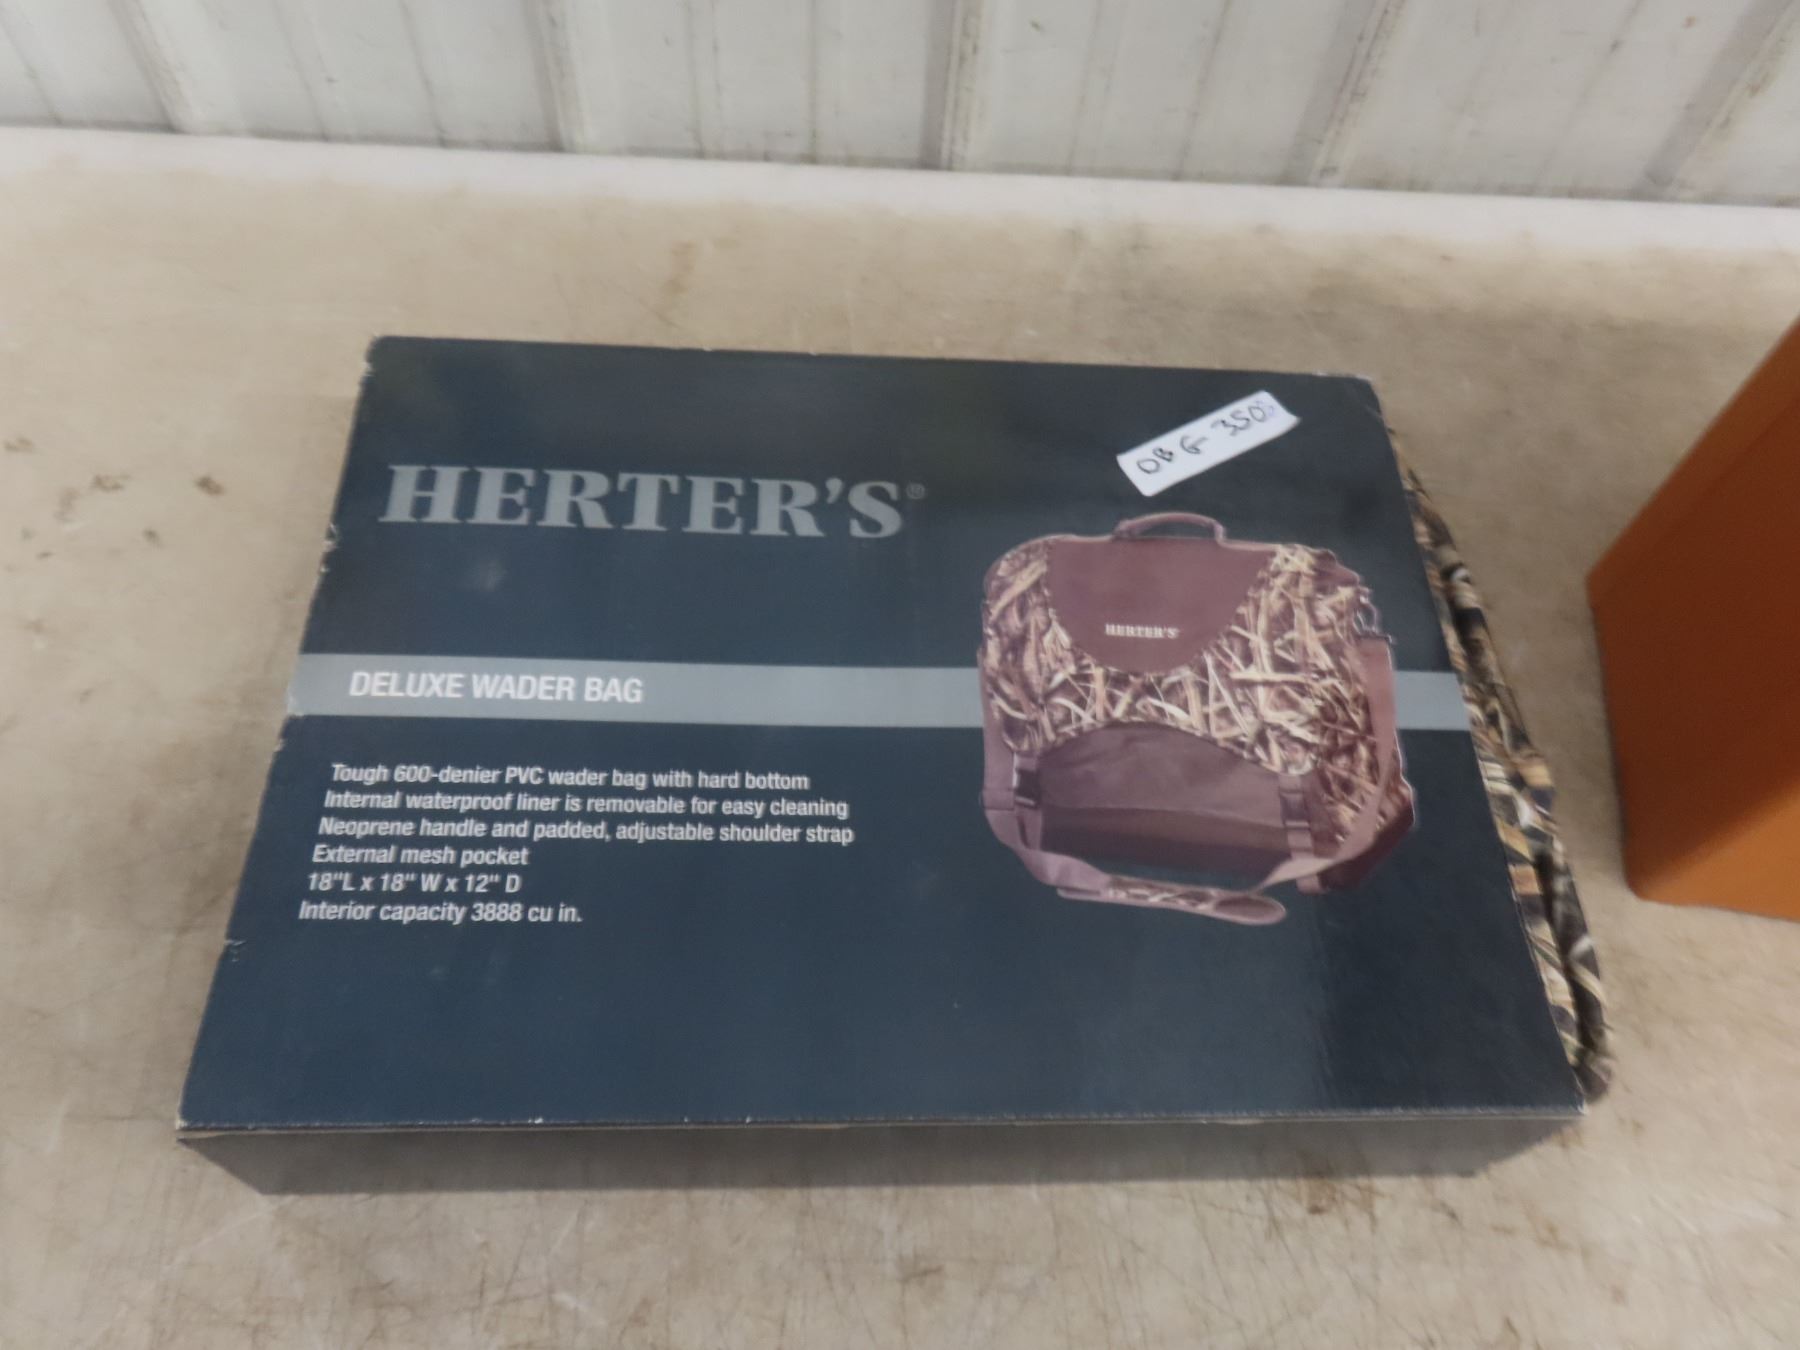 OBG-350
HERTER'S®
HERTER'S
DELUXE WADER BAG
Tough 600-denier PVC wader bag with hard bottom
Internal waterproof liner is removable for easy cleaning
Neoprene handle and padded, adjustable shoulder strap
External mesh pocket
18"L x 18" W x 12" D
Interior capacity 3888 cu in.